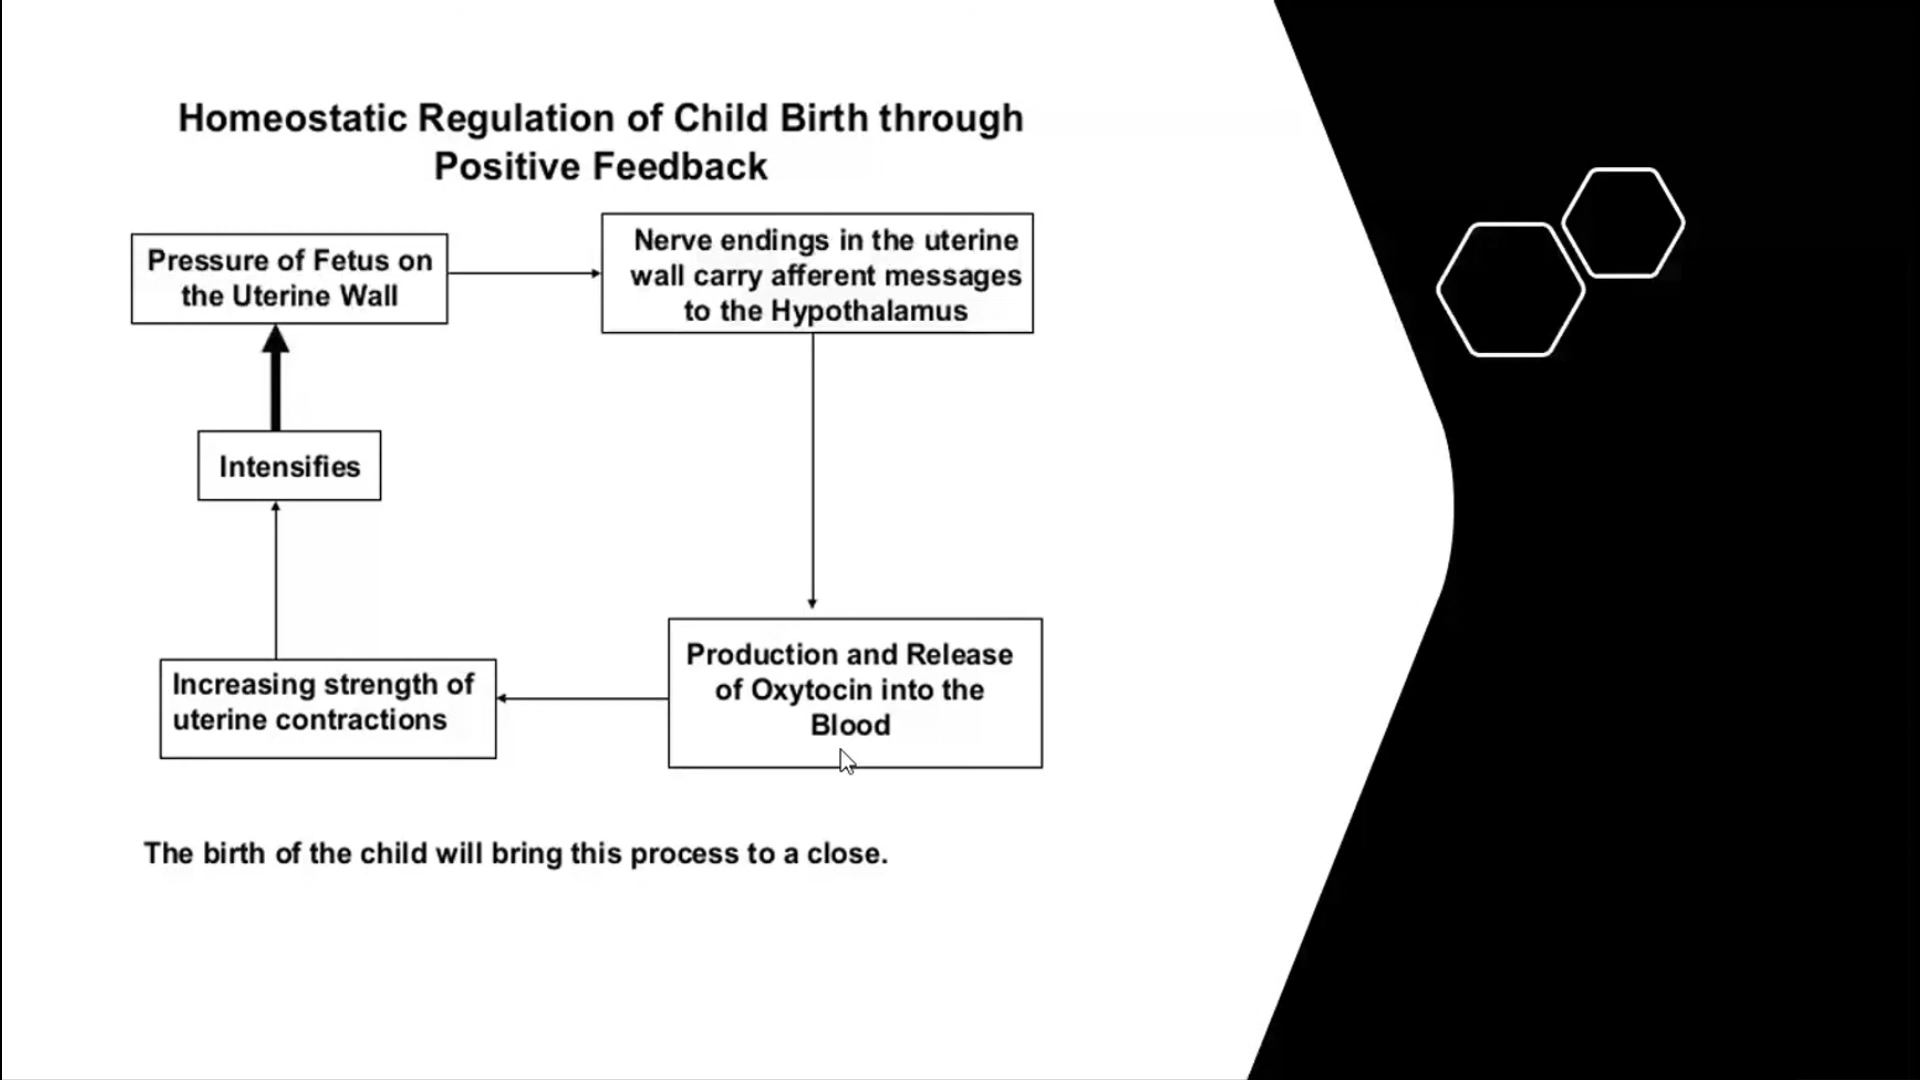 Homeostatic Regulation of Child Birth through
Positive Feedback
Pressure of Fetus on
the Uterine Wall
Nerve endings in the uterine
wall carry afferent messages
to the Hypothalamus
Intensifies
Production and Release
of Oxytocin into the
Blood
Increasing strength of
uterine contractions
The birth of the child will bring this process to a close.